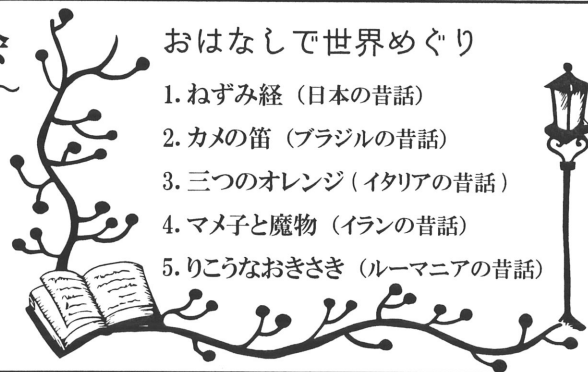 おはなしで世界めぐり
1. ねずみ経（日本の昔話）
2. カメの笛（ブラジルの昔話）
3. 三つのオレンジ（イタリアの昔話）
4. マメ子と魔物（イランの昔話）
5. りこうなおきさき（ルーマニアの昔話）